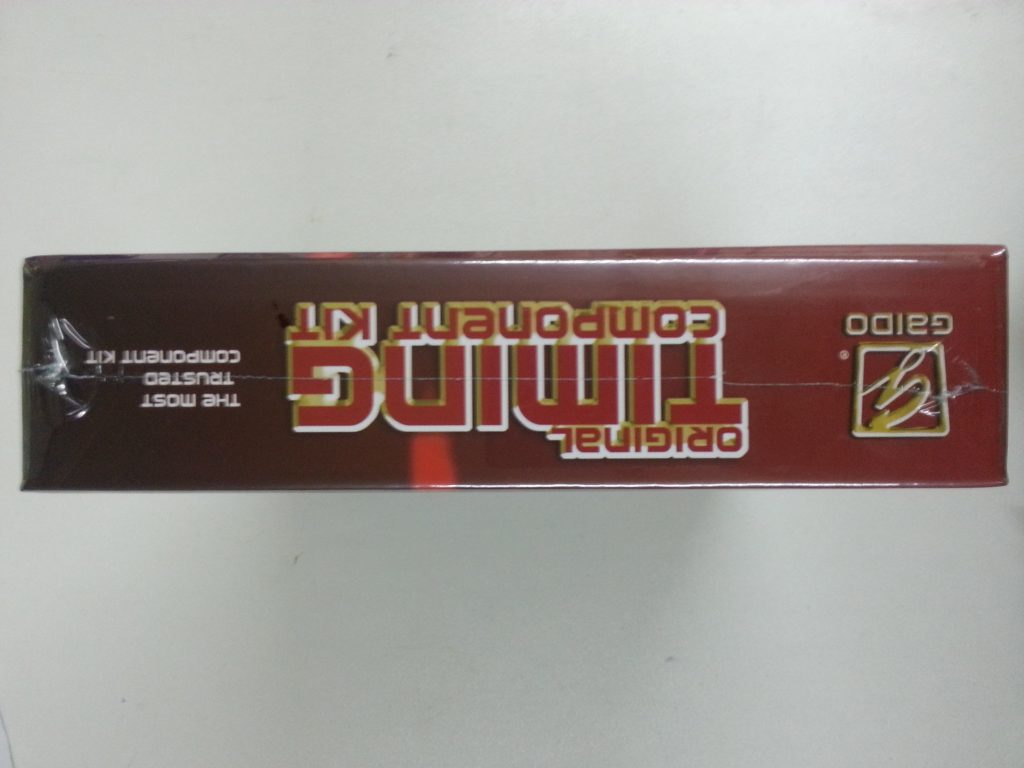 GAIDO
®
ORIGINAL
TIMING
COMPONENT KIT
THE MOST
TRUSTED
COMPONENT KIT